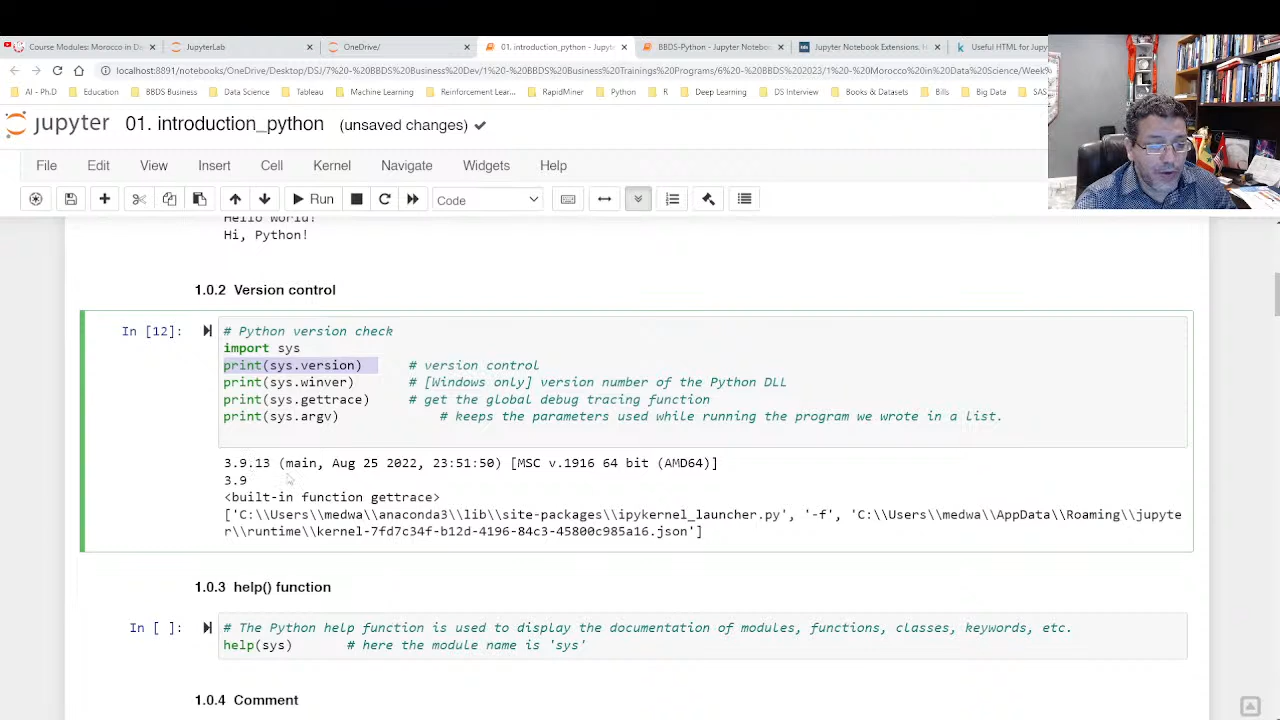 Course Modules: Morocco in Da
JupyterLab
OneDrive/
01. introduction_python - Jupyte
BBDS-Python - Jupyter Noteboo
Jupyter Notebook Extensions. H
Useful HTML for Jupy
localhost:8891/notebooks/OneDrive/Desktop/DSJ/7%20-%20BBDS%20Business%20Dev/1%20-%20BBDS%20Business%20Trainings%20Programs/6%20-%20BBDS%202023/1%20-%20Morocco%20in%20Data%20Science/Week%
AI - Ph.D
Education
BBDS Business
Data Science
Tableau
Machine Learning
Reinforcement Lear...
RapidMiner
Python
R
Deep Learning
DS Interview
Books & Datasets
Bills
Big Data
SAS
jupyter 01. introduction_python (unsaved changes)
File Edit View Insert Cell Kernel Navigate Widgets Help
Run
Code
Hello World!
Hi, Python!
1.0.2 Version control
In [12]:
# Python version check
import sys
print(sys.version) # version control
print(sys.winver) # [Windows only] version number of the Python DLL
print(sys.gettrace) # get the global debug tracing function
print(sys.argv) # keeps the parameters used while running the program we wrote in a list.
3.9.13 (main, Aug 25 2022, 23:51:50) [MSC v.1916 64 bit (AMD64)]
3.9
<built-in function gettrace>
['C:\\Users\\medwa\\anaconda3\\lib\\site-packages\\ipykernel_launcher.py', '-f', 'C:\\Users\\medwa\\AppData\\Roaming\\jupyte
r\\runtime\\kernel-7fd7c34f-b12d-4196-84c3-45800c985a16.json']
1.0.3 help() function
In [ ]:
# The Python help function is used to display the documentation of modules, functions, classes, keywords, etc.
help(sys) # here the module name is 'sys'
1.0.4 Comment